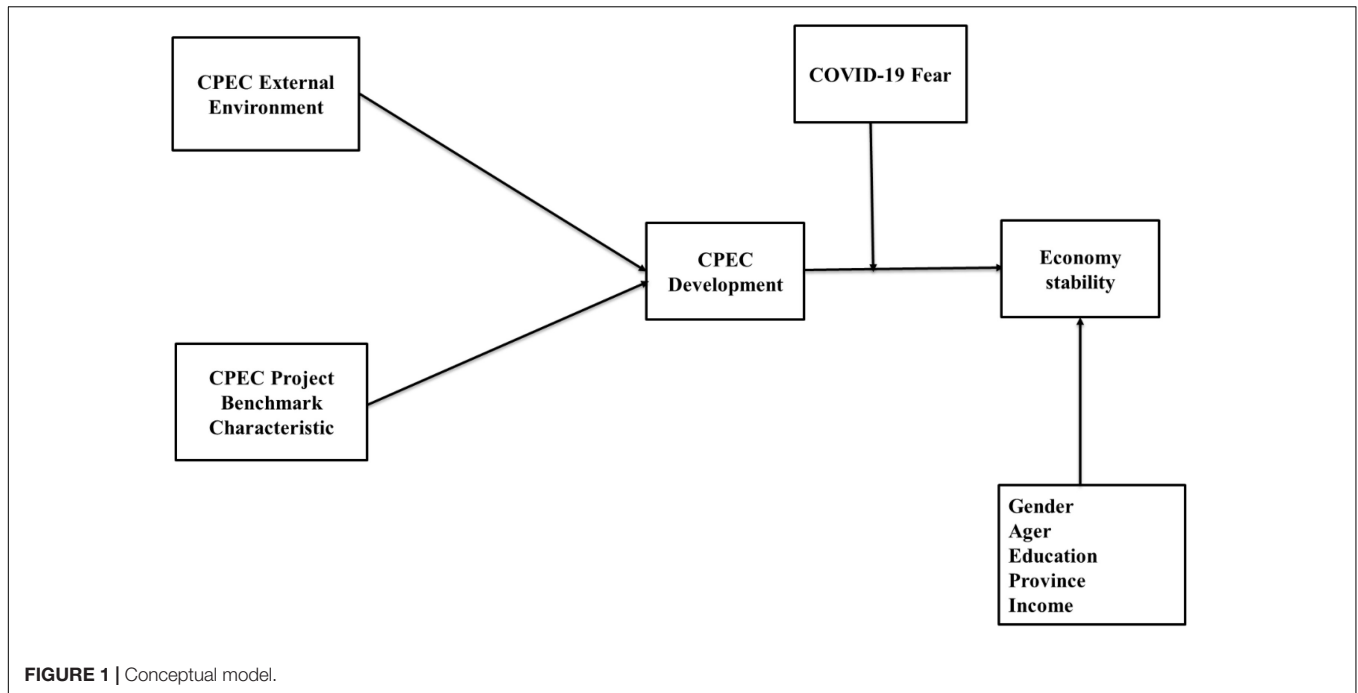 CPEC External
Environment
COVID-19 Fear
CPEC
Development
Economy
stability
CPEC Project
Benchmark
Characteristic
Gender
Ager
Education
Province
Income
FIGURE 1 | Conceptual model.